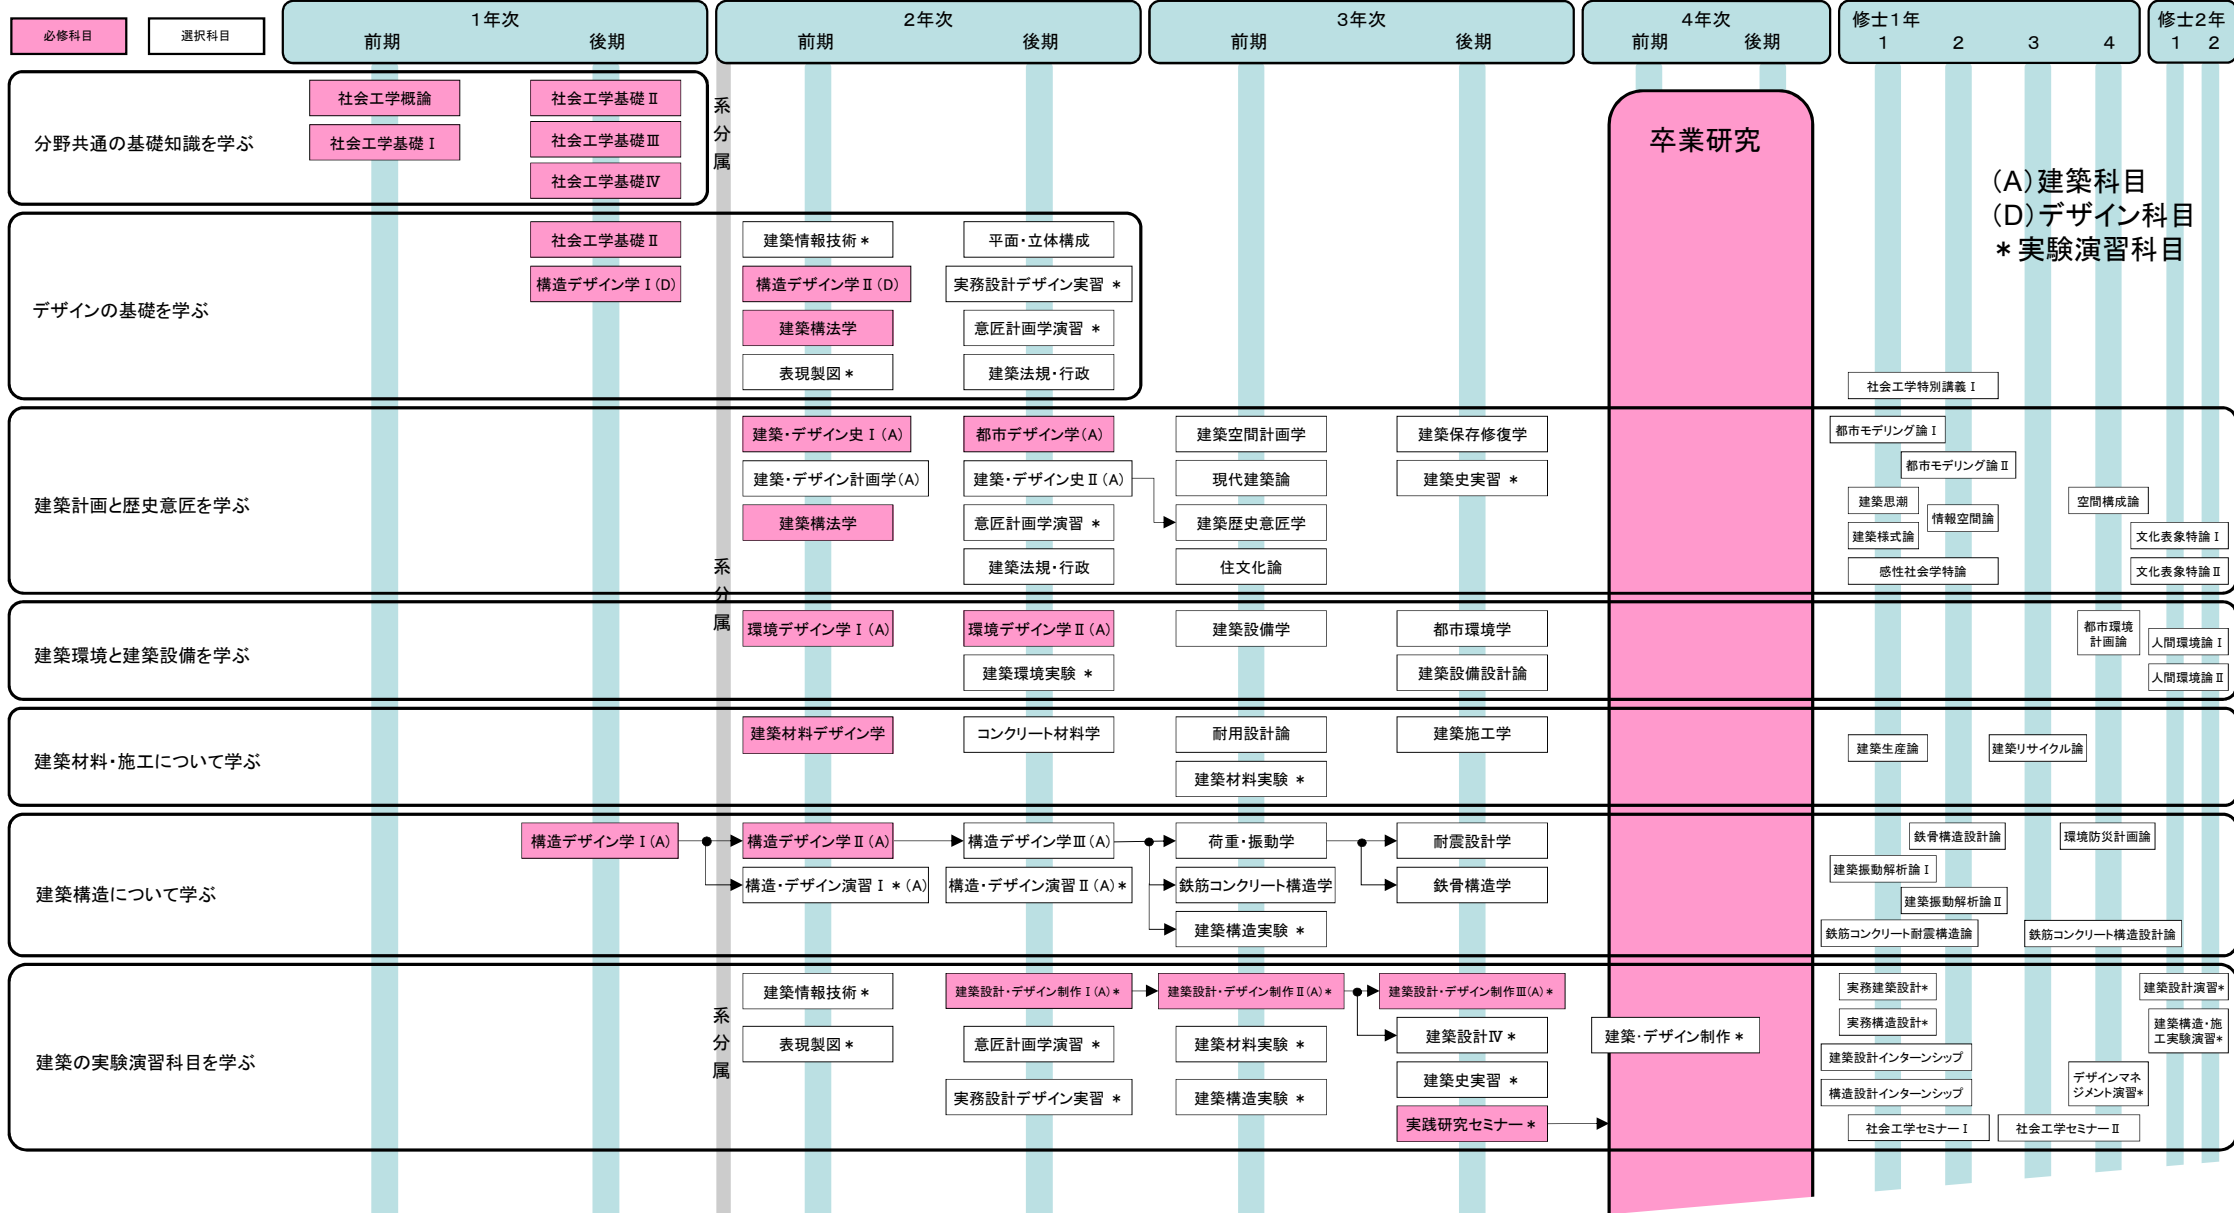 必修科目
選択科目
1年次
前期
後期
2年次
前期
後期
3年次
前期
後期
4年次
前期
後期
修士1年
1
2
3
4
修士2年
1
2
系分属
分野共通の基礎知識を学ぶ
社会工学概論
社会工学基礎Ⅰ
社会工学基礎Ⅱ
社会工学基礎Ⅲ
社会工学基礎Ⅳ
卒業研究
(A)建築科目
(D)デザイン科目
*実験演習科目
デザインの基礎を学ぶ
社会工学基礎Ⅱ
構造デザイン学Ⅰ(D)
建築情報技術*
構造デザイン学Ⅱ(D)
建築構法学
表現製図*
平面・立体構成
実務設計デザイン実習*
意匠計画学演習*
建築法規・行政
社会工学特別講義Ⅰ
建築計画と歴史意匠を学ぶ
建築・デザイン史Ⅰ(A)
建築・デザイン計画学(A)
建築構法学
都市デザイン学(A)
建築・デザイン史Ⅱ(A)
意匠計画学演習*
建築法規・行政
建築空間計画学
現代建築論
建築歴史意匠学
住文化論
建築保存修復学
建築史実習*
都市モデリング論Ⅰ
都市モデリング論Ⅱ
建築思潮
情報空間論
建築様式論
感性社会学特論
空間構成論
文化表象特論Ⅰ
文化表象特論Ⅱ
系分属
建築環境と建築設備を学ぶ
環境デザイン学Ⅰ(A)
環境デザイン学Ⅱ(A)
建築環境実験*
建築設備学
都市環境学
建築設備設計論
都市環境
計画論
人間環境論Ⅰ
人間環境論Ⅱ
建築材料・施工について学ぶ
建築材料デザイン学
コンクリート材料学
耐用設計論
建築材料実験*
建築施工学
建築生産論
建築リサイクル論
建築構造について学ぶ
構造デザイン学Ⅰ(A)
構造デザイン学Ⅱ(A)
構造・デザイン演習Ⅰ*(A)
構造デザイン学Ⅲ(A)
構造・デザイン演習Ⅱ(A)*
荷重・振動学
鉄筋コンクリート構造学
建築構造実験*
耐震設計学
鉄骨構造学
鉄骨構造設計論
建築振動解析論Ⅰ
建築振動解析論Ⅱ
鉄筋コンクリート耐震構造論
環境防災計画論
鉄筋コンクリート構造設計論
系分属
建築の実験演習科目を学ぶ
建築情報技術*
表現製図*
建築設計・デザイン制作Ⅰ(A)*
意匠計画学演習*
実務設計デザイン実習*
建築設計・デザイン制作Ⅱ(A)*
建築材料実験*
建築構造実験*
建築設計・デザイン制作Ⅲ(A)*
建築設計Ⅳ*
建築史実習*
実践研究セミナー*
建築・デザイン制作*
実務建築設計*
実務構造設計*
建築設計インターンシップ
構造設計インターンシップ
社会工学セミナーⅠ
社会工学セミナーⅡ
デザインマネ
ジメント演習*
建築設計演習*
建築構造・施
工実験演習*